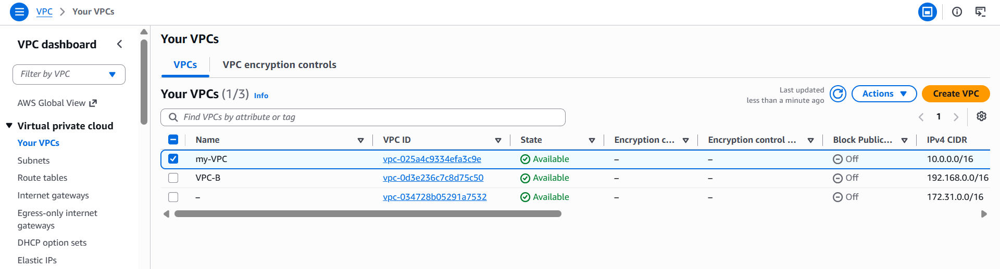 VPC > Your VPCs
VPC dashboard
Filter by VPC
AWS Global View
Virtual private cloud
Your VPCs
Subnets
Route tables
Internet gateways
Egress-only internet
gateways
DHCP option sets
Elastic IPs
Your VPCs
VPCs VPC encryption controls
Your VPCs (1/3) Info
Last updated
less than a minute ago
Actions Create VPC
Find VPCs by attribute or tag
1
Name VPC ID State Encryption c... Encryption control ... Block Public... IPv4 CIDR
my-VPC vpc-025a4c9334efa3c9e Available – – Off 10.0.0.0/16
VPC-B vpc-0d3e236c7c8d75c50 Available – – Off 192.168.0.0/16
– vpc-034728b05291a7532 Available – – Off 172.31.0.0/16